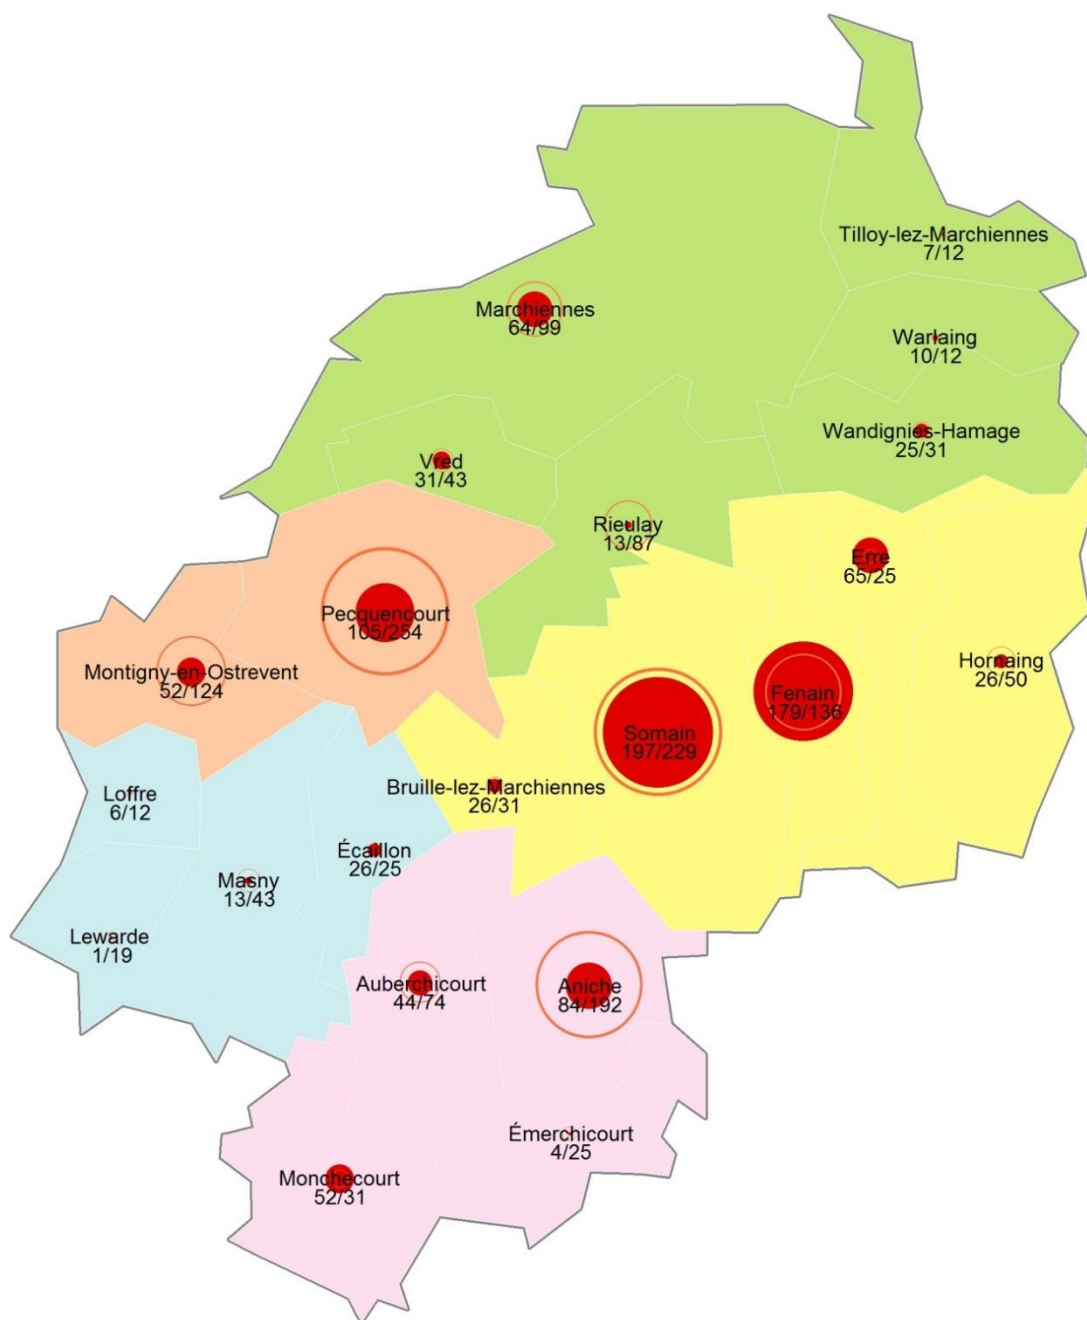 Tilloy-lez-Marchiennes
7/12
Marchiennes
64/99
Warlaing
10/12
Wandignies-Hamage
25/31
Vred
31/43
Rieulay
13/87
Erre
65/25
Pecquencourt
105/254
Montigny-en-Ostrevent
52/124
Hornaing
26/50
Fenain
179/136
Somain
197/229
Bruille-lez-Marchiennes
26/31
Loffre
6/12
Écaillon
26/25
Masny
13/43
Lewarde
1/19
Auberchicourt
44/74
Aniche
84/192
Émerchicourt
4/25
Monchecourt
52/31